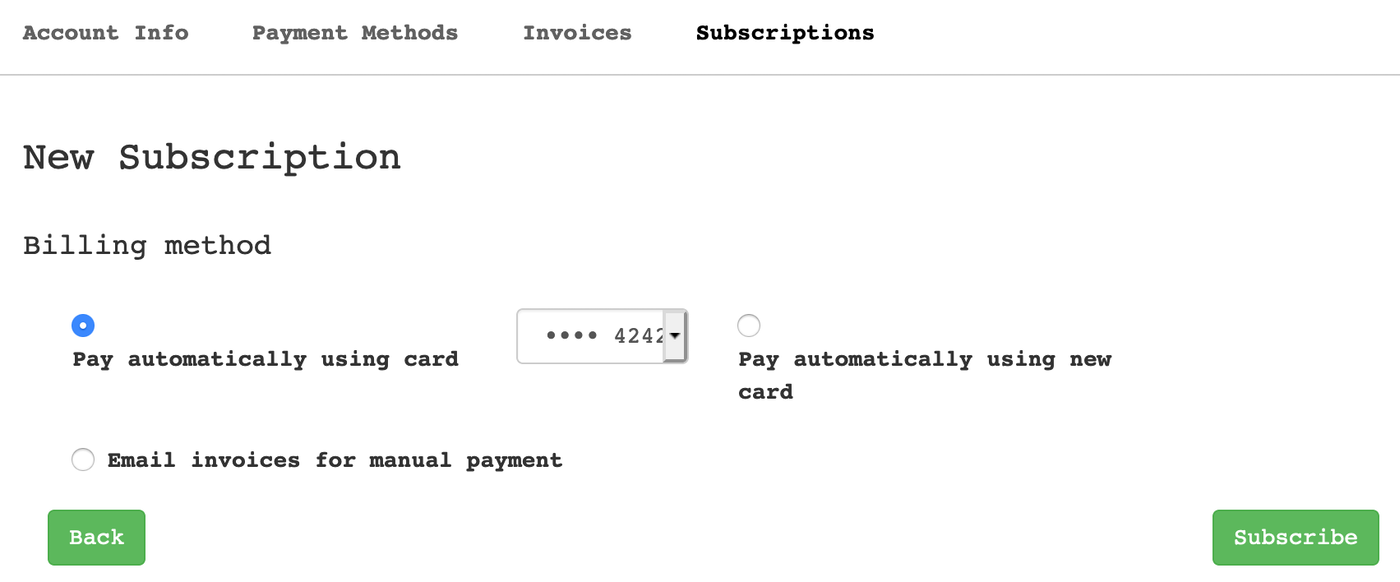 Account Info Payment Methods Invoices Subscriptions
New Subscription
Billing method
Pay automatically using card
•••• 4242
Pay automatically using new
card
Email invoices for manual payment
Back Subscribe